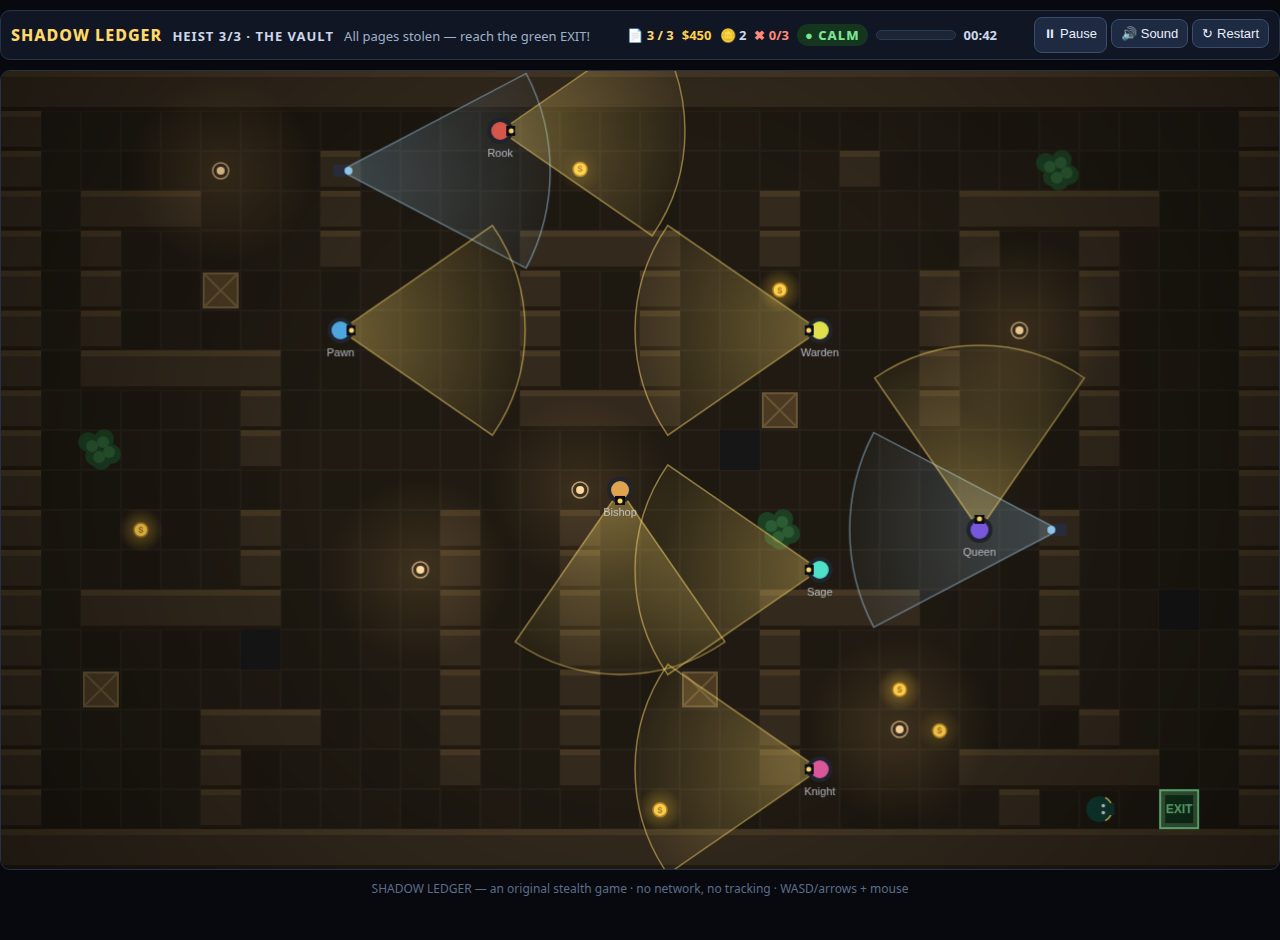 SHADOW LEDGER HEIST 3/3 · THE VAULT All pages stolen — reach the green EXIT! 📄 3 / 3 $450 🪙 2 ✖ 0/3 ● CALM 00:42 ⏸ Pause 🔊 Sound ↻ Restart
Rook
Pawn
Warden
Bishop
Queen
Sage
Knight
EXIT
SHADOW LEDGER — an original stealth game · no network, no tracking · WASD/arrows + mouse